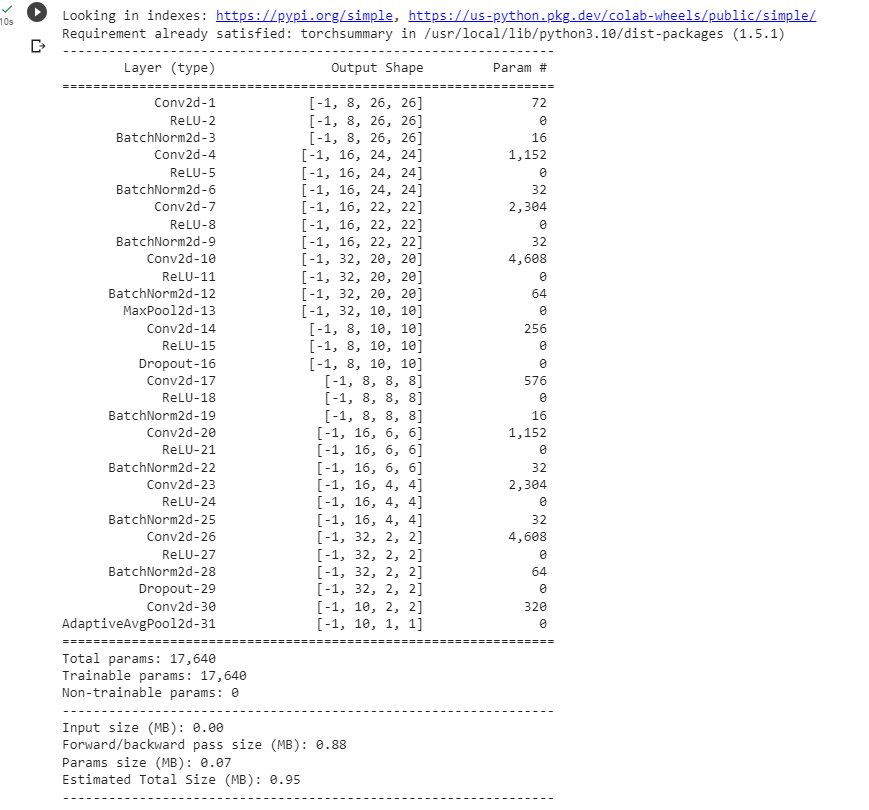 Looking in indexes: https://pypi.org/simple, https://us-python.pkg.dev/colab-wheels/public/simple/
10s
Requirement already satisfied: torchsummary in /usr/local/lib/python3.10/dist-packages (1.5.1)
----------------------------------------------------------------
Layer (type) Output Shape Param #
================================================================
Conv2d-1 [-1, 8, 26, 26] 72
ReLU-2 [-1, 8, 26, 26] 0
BatchNorm2d-3 [-1, 8, 26, 26] 16
Conv2d-4 [-1, 16, 24, 24] 1,152
ReLU-5 [-1, 16, 24, 24] 0
BatchNorm2d-6 [-1, 16, 24, 24] 32
Conv2d-7 [-1, 16, 22, 22] 2,304
ReLU-8 [-1, 16, 22, 22] 0
BatchNorm2d-9 [-1, 16, 22, 22] 32
Conv2d-10 [-1, 32, 20, 20] 4,608
ReLU-11 [-1, 32, 20, 20] 0
BatchNorm2d-12 [-1, 32, 20, 20] 64
MaxPool2d-13 [-1, 32, 10, 10] 0
Conv2d-14 [-1, 8, 10, 10] 256
ReLU-15 [-1, 8, 10, 10] 0
Dropout-16 [-1, 8, 10, 10] 0
Conv2d-17 [-1, 8, 8, 8] 576
ReLU-18 [-1, 8, 8, 8] 0
BatchNorm2d-19 [-1, 8, 8, 8] 16
Conv2d-20 [-1, 16, 6, 6] 1,152
ReLU-21 [-1, 16, 6, 6] 0
BatchNorm2d-22 [-1, 16, 6, 6] 32
Conv2d-23 [-1, 16, 4, 4] 2,304
ReLU-24 [-1, 16, 4, 4] 0
BatchNorm2d-25 [-1, 16, 4, 4] 32
Conv2d-26 [-1, 32, 2, 2] 4,608
ReLU-27 [-1, 32, 2, 2] 0
BatchNorm2d-28 [-1, 32, 2, 2] 64
Dropout-29 [-1, 32, 2, 2] 0
Conv2d-30 [-1, 10, 2, 2] 320
AdaptiveAvgPool2d-31 [-1, 10, 1, 1] 0
================================================================
Total params: 17,640
Trainable params: 17,640
Non-trainable params: 0
----------------------------------------------------------------
Input size (MB): 0.00
Forward/backward pass size (MB): 0.88
Params size (MB): 0.07
Estimated Total Size (MB): 0.95
----------------------------------------------------------------